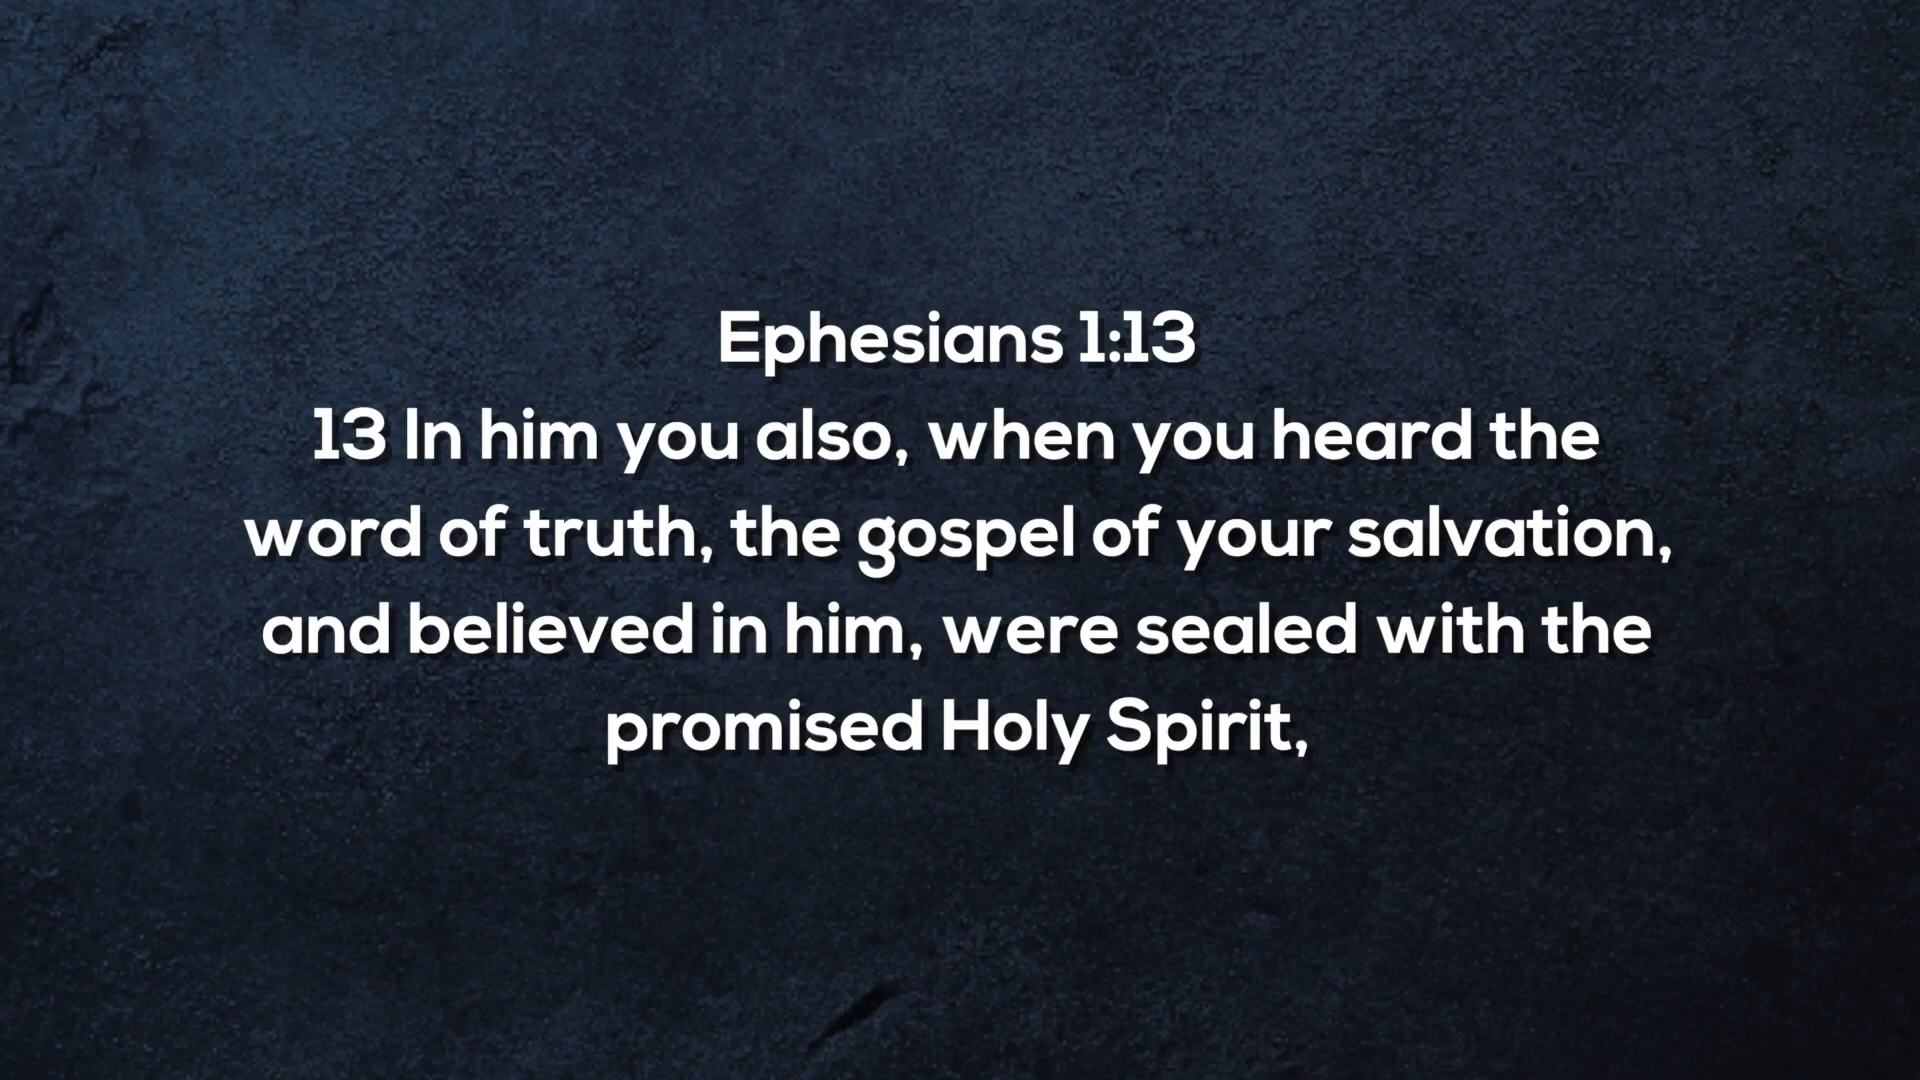 Ephesians 1:13
13 In him you also, when you heard the
word of truth, the gospel of your salvation,
and believed in him, were sealed with the
promised Holy Spirit,